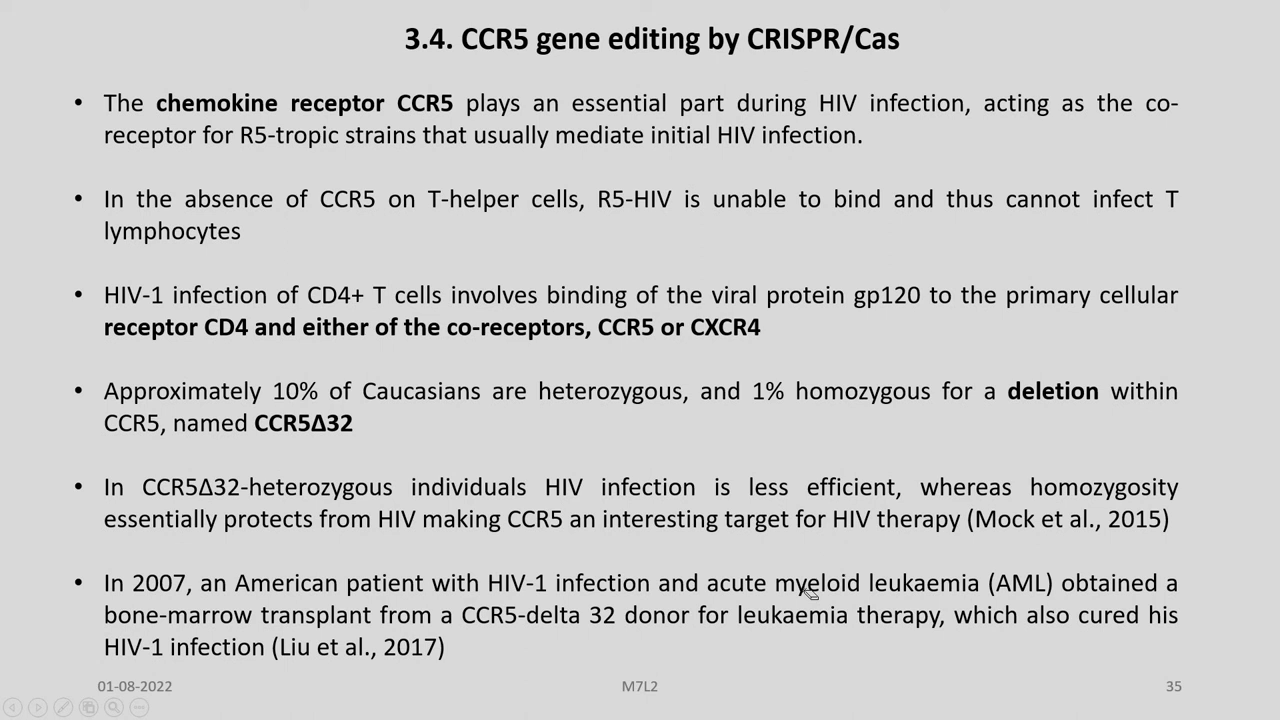 3.4. CCR5 gene editing by CRISPR/Cas
• The chemokine receptor CCR5 plays an essential part during HIV infection, acting as the co-
receptor for R5-tropic strains that usually mediate initial HIV infection.
• In the absence of CCR5 on T-helper cells, R5-HIV is unable to bind and thus cannot infect T
lymphocytes
• HIV-1 infection of CD4+ T cells involves binding of the viral protein gp120 to the primary cellular
receptor CD4 and either of the co-receptors, CCR5 or CXCR4
• Approximately 10% of Caucasians are heterozygous, and 1% homozygous for a deletion within
CCR5, named CCR5Δ32
• In CCR5Δ32-heterozygous individuals HIV infection is less efficient, whereas homozygosity
essentially protects from HIV making CCR5 an interesting target for HIV therapy (Mock et al., 2015)
• In 2007, an American patient with HIV-1 infection and acute myeloid leukaemia (AML) obtained a
bone-marrow transplant from a CCR5-delta 32 donor for leukaemia therapy, which also cured his
HIV-1 infection (Liu et al., 2017)
01-08-2022 M7L2 35